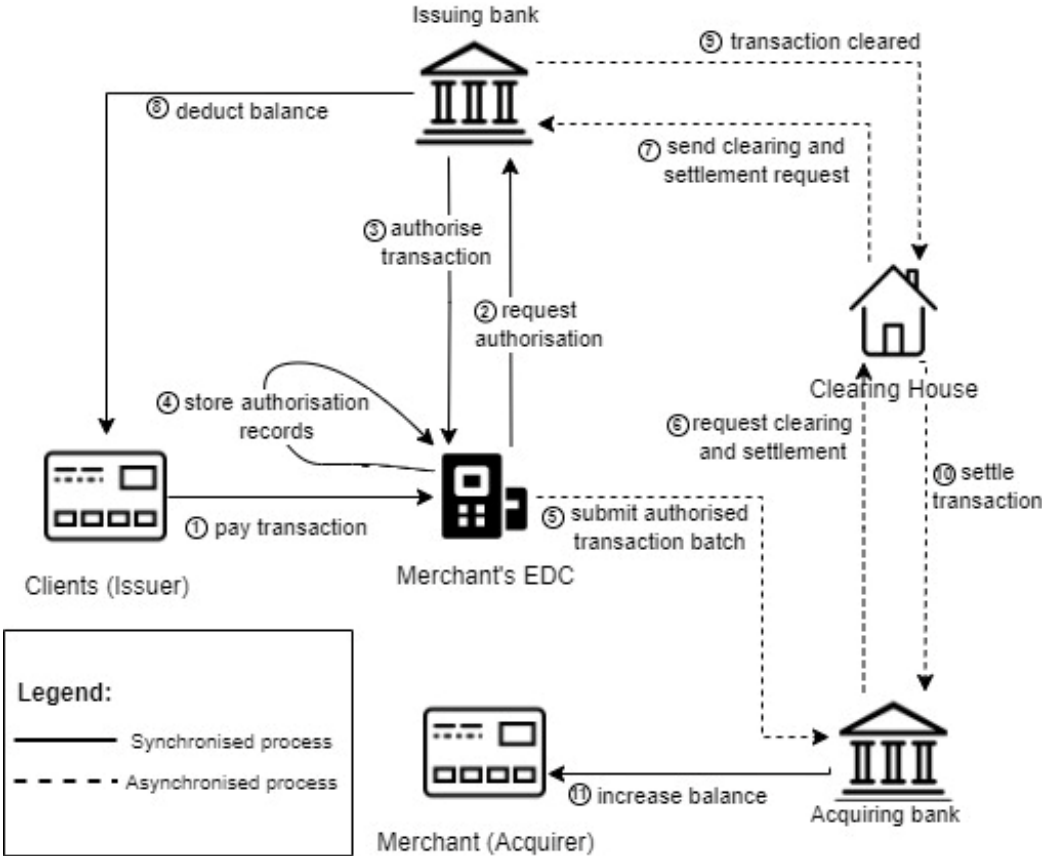 Issuing bank
⑨ transaction cleared
⑧ deduct balance
⑦ send clearing and
settlement request
③ authorise
transaction
② request
authorisation
Clearing House
④ store authorisation
records
⑥ request clearing
and settlement
⑩ settle
transaction
① pay transaction
⑤ submit authorised
transaction batch
Clients (Issuer)
Merchant's EDC
Legend:
Synchronised process
Asynchronised process
⑪ increase balance
Acquiring bank
Merchant (Acquirer)